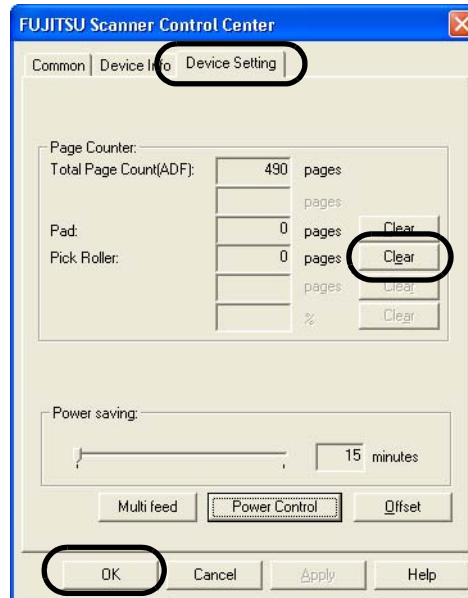 FUJITSU Scanner Control Center
Common Device Info Device Setting
Page Counter:
Total Page Count(ADF): 490 pages
pages
Pad: 0 pages Clear
Pick Roller: 0 pages Clear
pages Clear
% Clear
Power saving:
15 minutes
Multi feed Power Control Offset
OK Cancel Apply Help